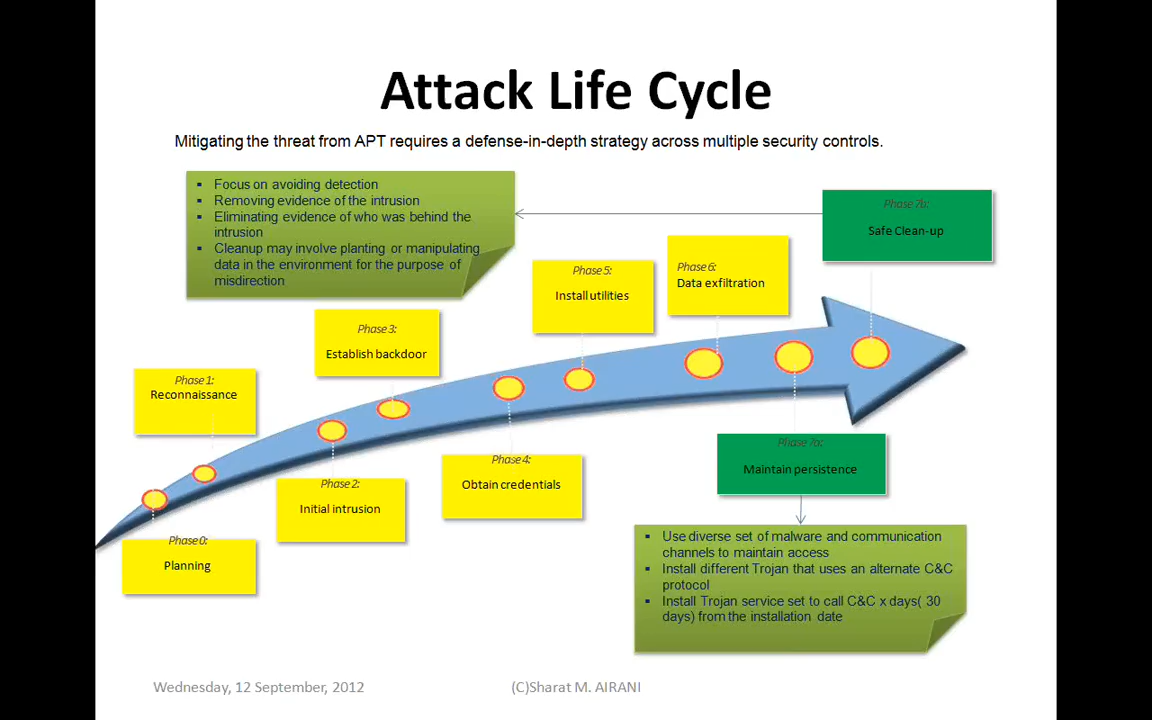 Attack Life Cycle
Mitigating the threat from APT requires a defense-in-depth strategy across multiple security controls.
Focus on avoiding detection
Removing evidence of the intrusion
Eliminating evidence of who was behind the
intrusion
Cleanup may involve planting or manipulating
data in the environment for the purpose of
misdirection
Phase 7b:
Safe Clean-up
Phase 6:
Data exfiltration
Phase 5:
Install utilities
Phase 3:
Establish backdoor
Phase 1:
Reconnaissance
Phase 0:
Planning
Phase 2:
Initial intrusion
Phase 4:
Obtain credentials
Phase 7a:
Maintain persistence
Use diverse set of malware and communication
channels to maintain access
Install different Trojan that uses an alternate C&C
protocol
Install Trojan service set to call C&C x days( 30
days) from the installation date
Wednesday, 12 September, 2012
(C)Sharat M. AIRANI